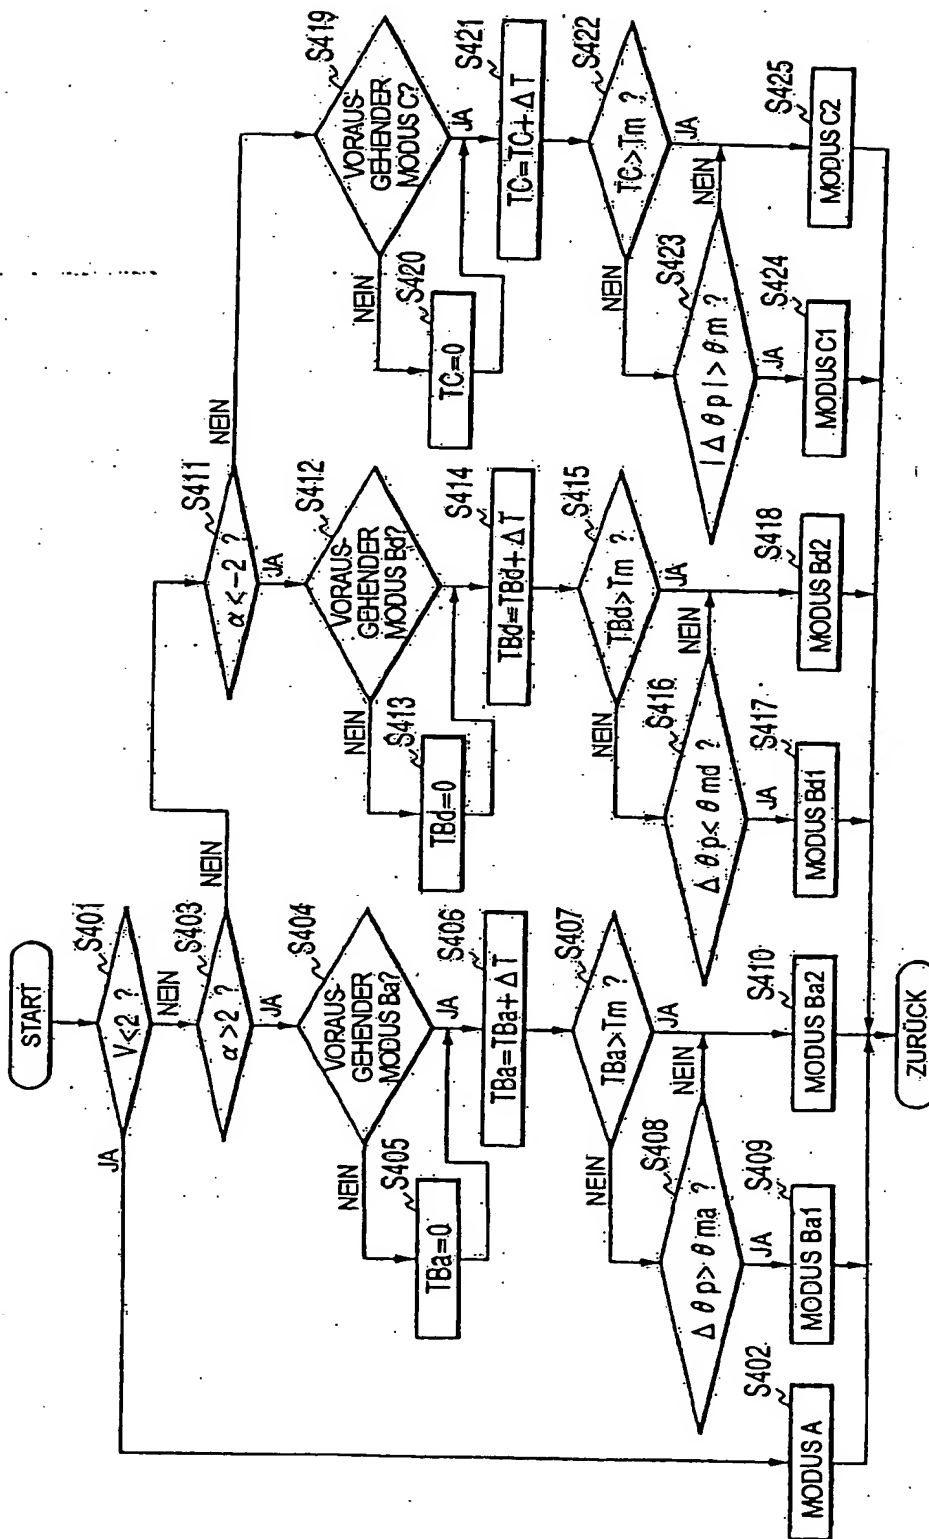 START
S401
V<2 ?
JA
NEIN
S402
MODUS A
S403
α>2 ?
NEIN
JA
S404
VORAUS-
GEHENDER
MODUS Ba?
NEIN
JA
S405
TBa=0
S406
TBa=TBa+ΔT
S407
TBa>Tm ?
NEIN
JA
S408
Δθp>θma ?
NEIN
JA
S409
MODUS Ba1
S410
MODUS Ba2
S411
α<-2 ?
NEIN
JA
S412
VORAUS-
GEHENDER
MODUS Bd?
NEIN
S413
TBd=0
S414
TBd=TBd+ΔT
S415
TBd>Tm ?
NEIN
JA
S416
Δθp<θmd ?
NEIN
JA
S417
MODUS Bd1
S418
MODUS Bd2
S419
VORAUS-
GEHENDER
MODUS C?
NEIN
JA
S420
TC=0
S421
TC=TC+ΔT
S422
TC>Tm ?
NEIN
JA
S423
|Δθp|>θm ?
NEIN
JA
S424
MODUS C1
S425
MODUS C2
ZURÜCK